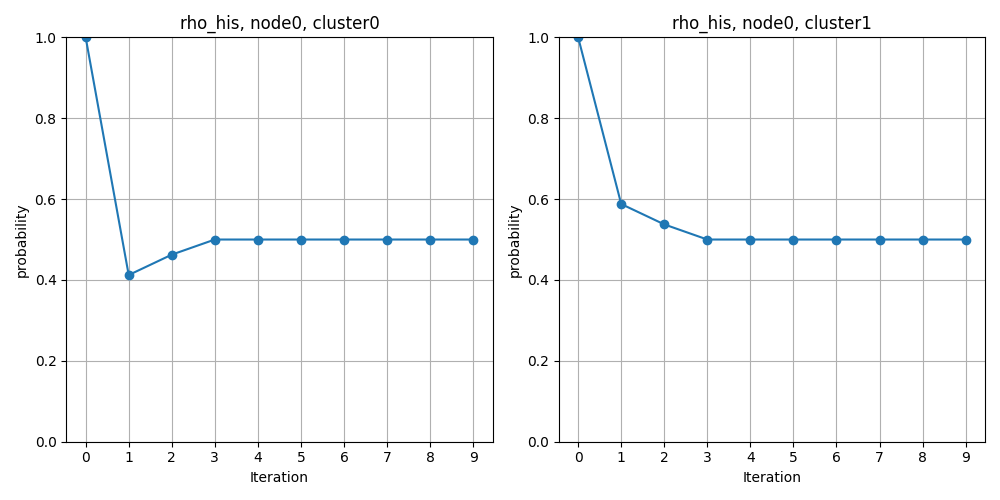 rho_his, node0, cluster0
1.0
0.8
0.6
0.4
0.2
0.0
probability
0 1 2 3 4 5 6 7 8 9
Iteration
rho_his, node0, cluster1
1.0
0.8
0.6
0.4
0.2
0.0
probability
0 1 2 3 4 5 6 7 8 9
Iteration